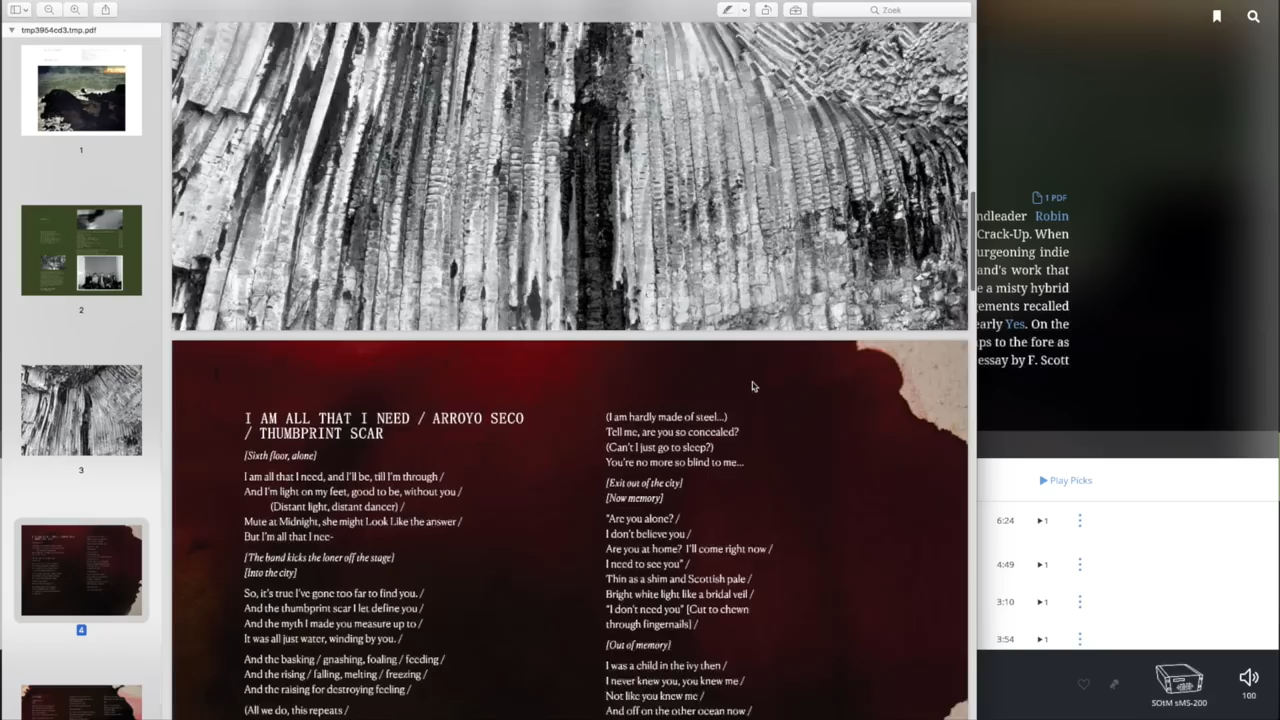 Zoek
tmp3954cd3.tmp.pdf
1
2
3
4
I AM ALL THAT I NEED / ARROYO SECO
/ THUMBPRINT SCAR
[Sixth floor, alone]
I am all that I need, and I'll be, till I'm through /
And I'm light on my feet, good to be, without you /
(Distant light, distant dancer) /
Mute at Midnight, she might Look Like the answer /
But I'm all that I nee-
[The band kicks the loner off the stage]
[Into the city]
So, it's true I've gone too far to find you. /
And the thumbprint scar I let define you /
And the myth I made you measure up to /
It was all just water, winding by you. /
And the basking / gnashing, foaling / feeding /
And the rising / falling, melting / freezing /
And the raising for destroying feeling /
(All we do, this repeats /
(I am hardly made of steel...)
Tell me, are you so concealed?
(Can't I just go to sleep?)
You're no more so blind to me...
[Exit out of the city]
[Now memory]
"Are you alone? /
I don't believe you /
Are you at home? I'll come right now /
I need to see you" /
Thin as a shim and Scottish pale /
Bright white light like a bridal veil /
"I don't need you" [Cut to chewn
through fingernails] /
[Out of memory]
I was a child in the ivy then /
I never knew you, you knew me /
Not like you knew me /
And off on the other ocean now /
1 PDF
ndleader Robin
Crack-Up. When
urgeoning indie
and's work that
e a misty hybrid
gements recalled
early Yes. On the
ps to the fore as
essay by F. Scott
Play Picks
6:24 1
4:49 1
3:10 1
3:54 1
SOtM sMS-200
100